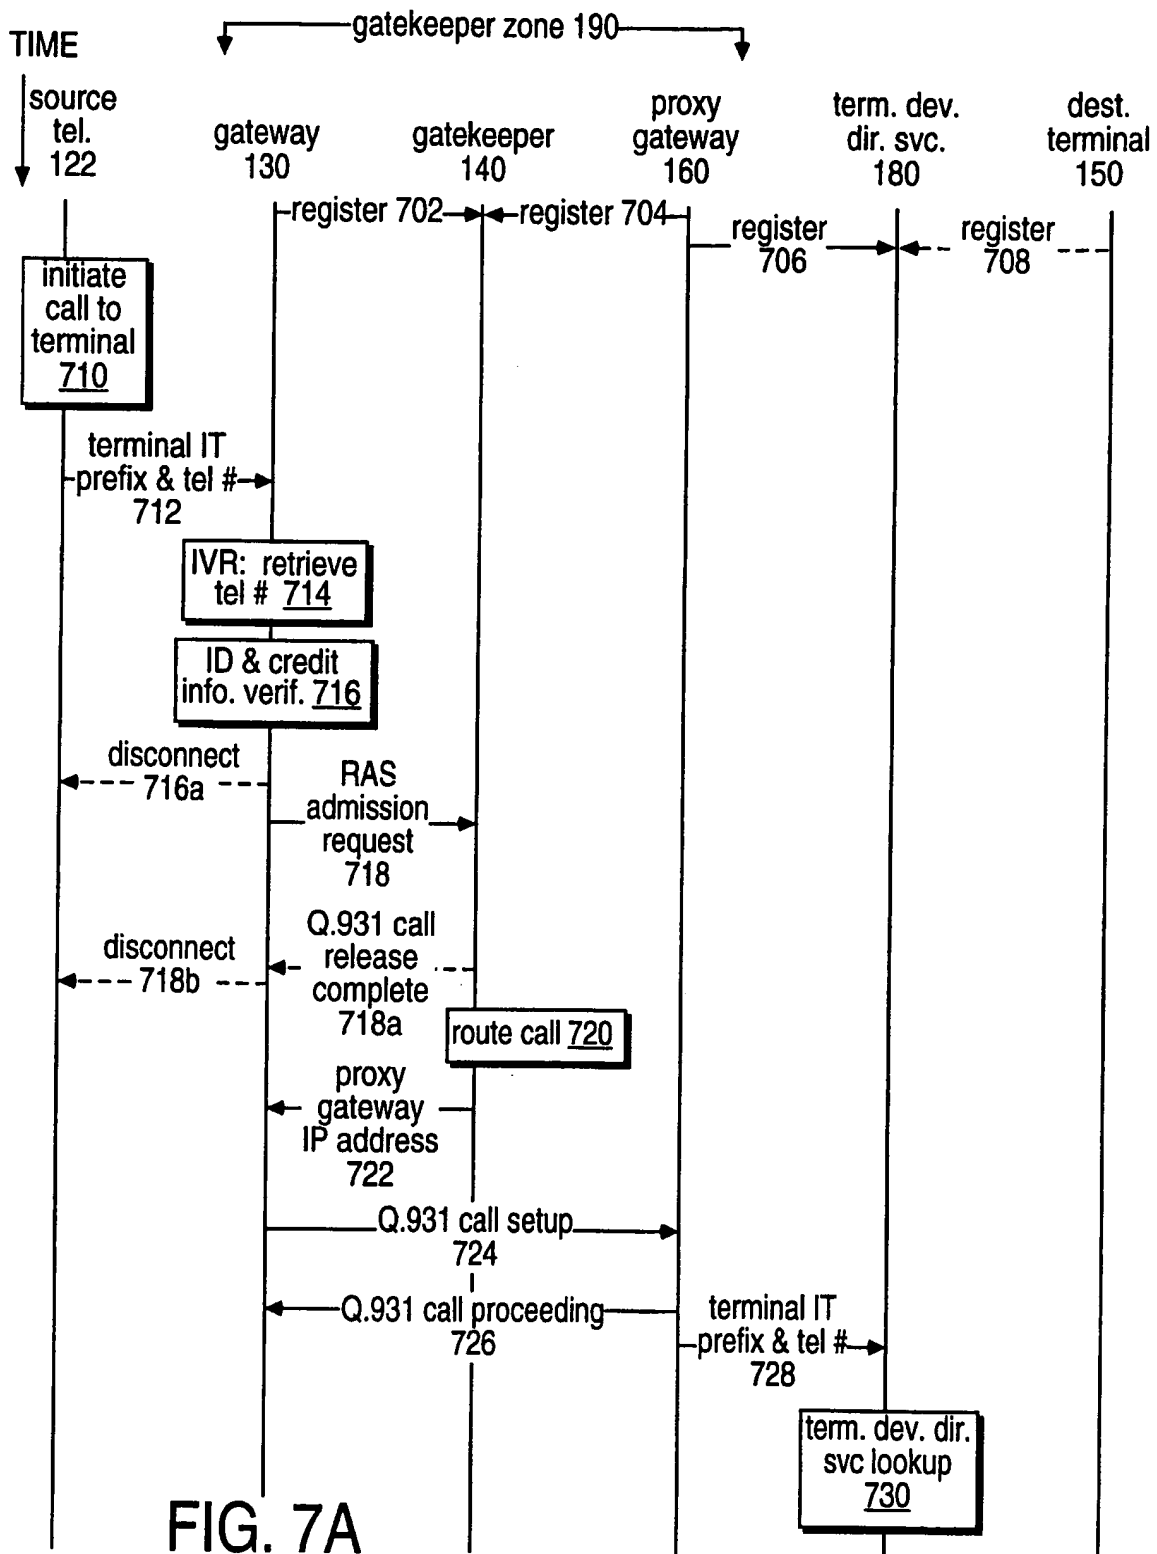 gatekeeper zone 190
TIME
source
tel.
122
gateway
130
gatekeeper
140
proxy
gateway
160
term. dev.
dir. svc.
180
dest.
terminal
150
register 702
register 704
register
706
register
708
initiate
call to
terminal
710
terminal IT
prefix & tel #
712
IVR: retrieve
tel # 714
ID & credit
info. verif. 716
disconnect
716a
RAS
admission
request
718
Q.931 call
release
complete
718a
disconnect
718b
route call 720
proxy
gateway
IP address
722
Q.931 call setup
724
Q.931 call proceeding
726
terminal IT
prefix & tel #
728
term. dev. dir.
svc lookup
730
FIG. 7A